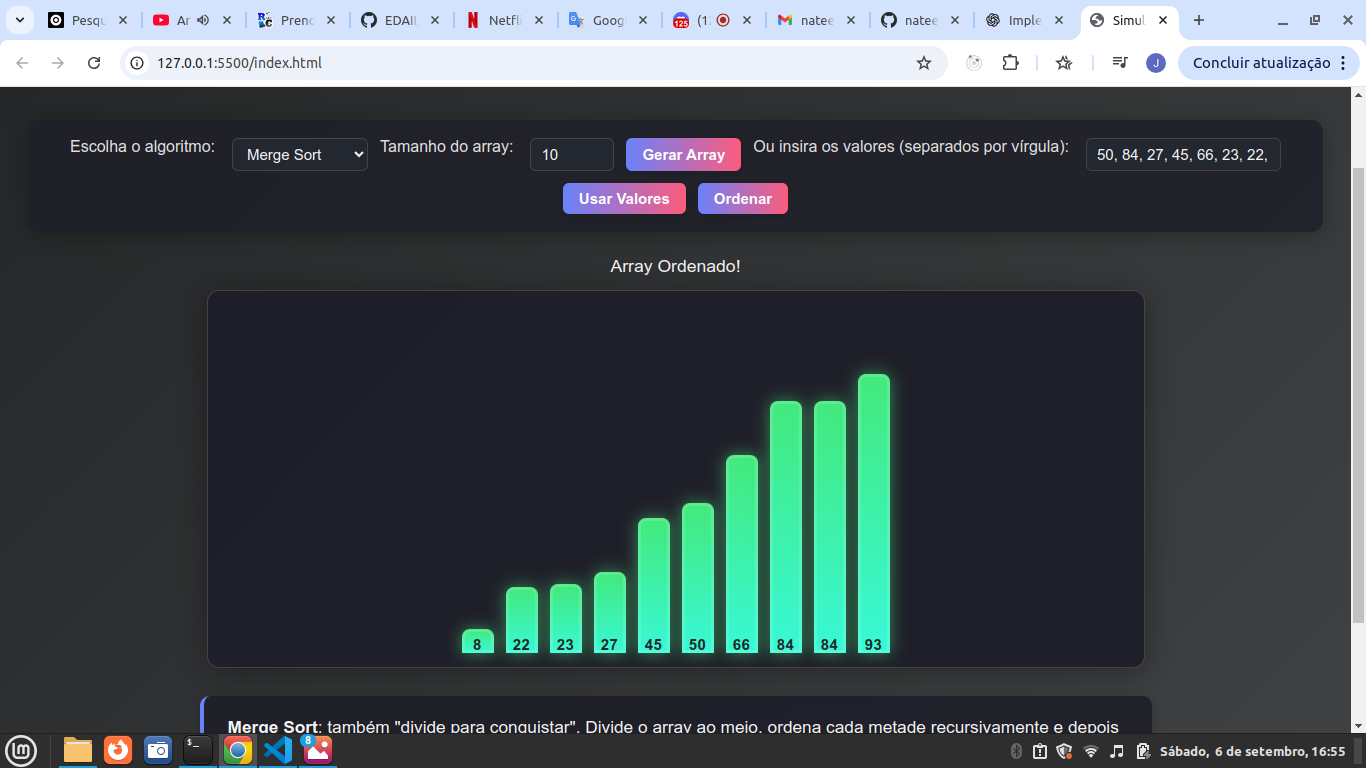 Pesqu
Ar
Prenc
EDAII
Netfli
Goog
125
(1
natee
natee
Imple
Simul
127.0.0.1:5500/index.html
J
Concluir atualização
Escolha o algoritmo:
Merge Sort
Tamanho do array:
10
Gerar Array
Ou insira os valores (separados por vírgula):
50, 84, 27, 45, 66, 23, 22,
Usar Valores
Ordenar
Array Ordenado!
8 22 23 27 45 50 66 84 84 93
Merge Sort: também "divide para conquistar". Divide o array ao meio, ordena cada metade recursivamente e depois
8
Sábado, 6 de setembro, 16:55